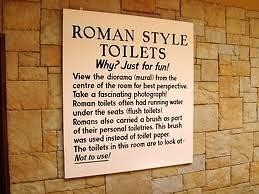 ROMAN STYLE
TOILETS
Why? Just for fun!
View the diorama (mural) from the
centre of the room for best perspective.
Take a fascinating photograph!
Roman toilets often had running water
under the seats (flush toilets).
Romans also carried a brush as part
of their personal toiletries. This brush
was used instead of toilet paper.
The toilets in this room are to look at -
Not to use!